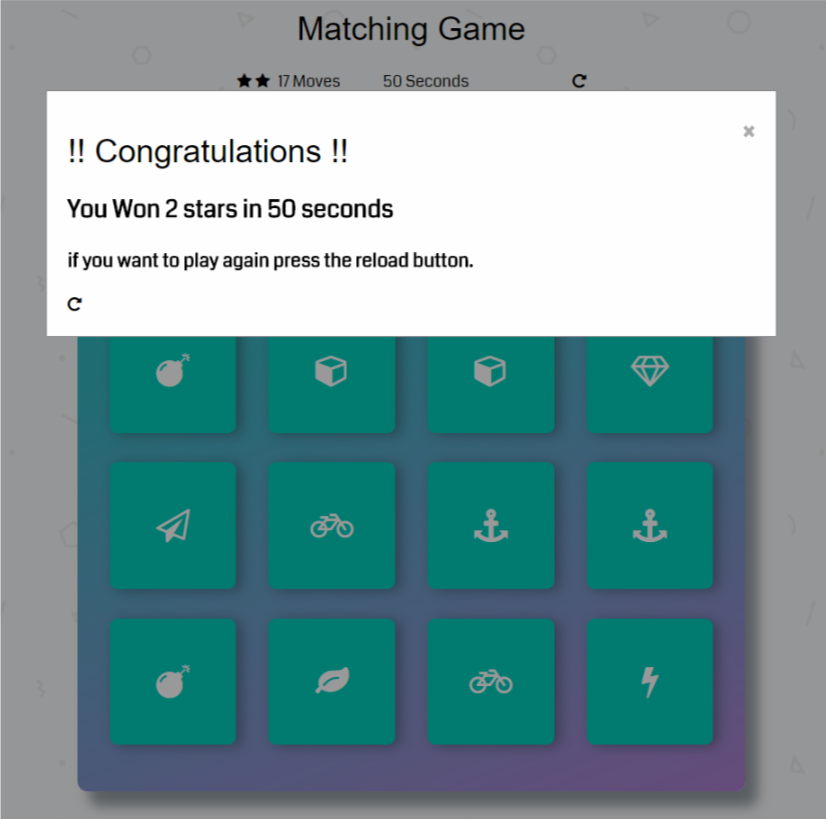 Matching Game
17 Moves 50 Seconds
!! Congratulations !!
You Won 2 stars in 50 seconds
if you want to play again press the reload button.